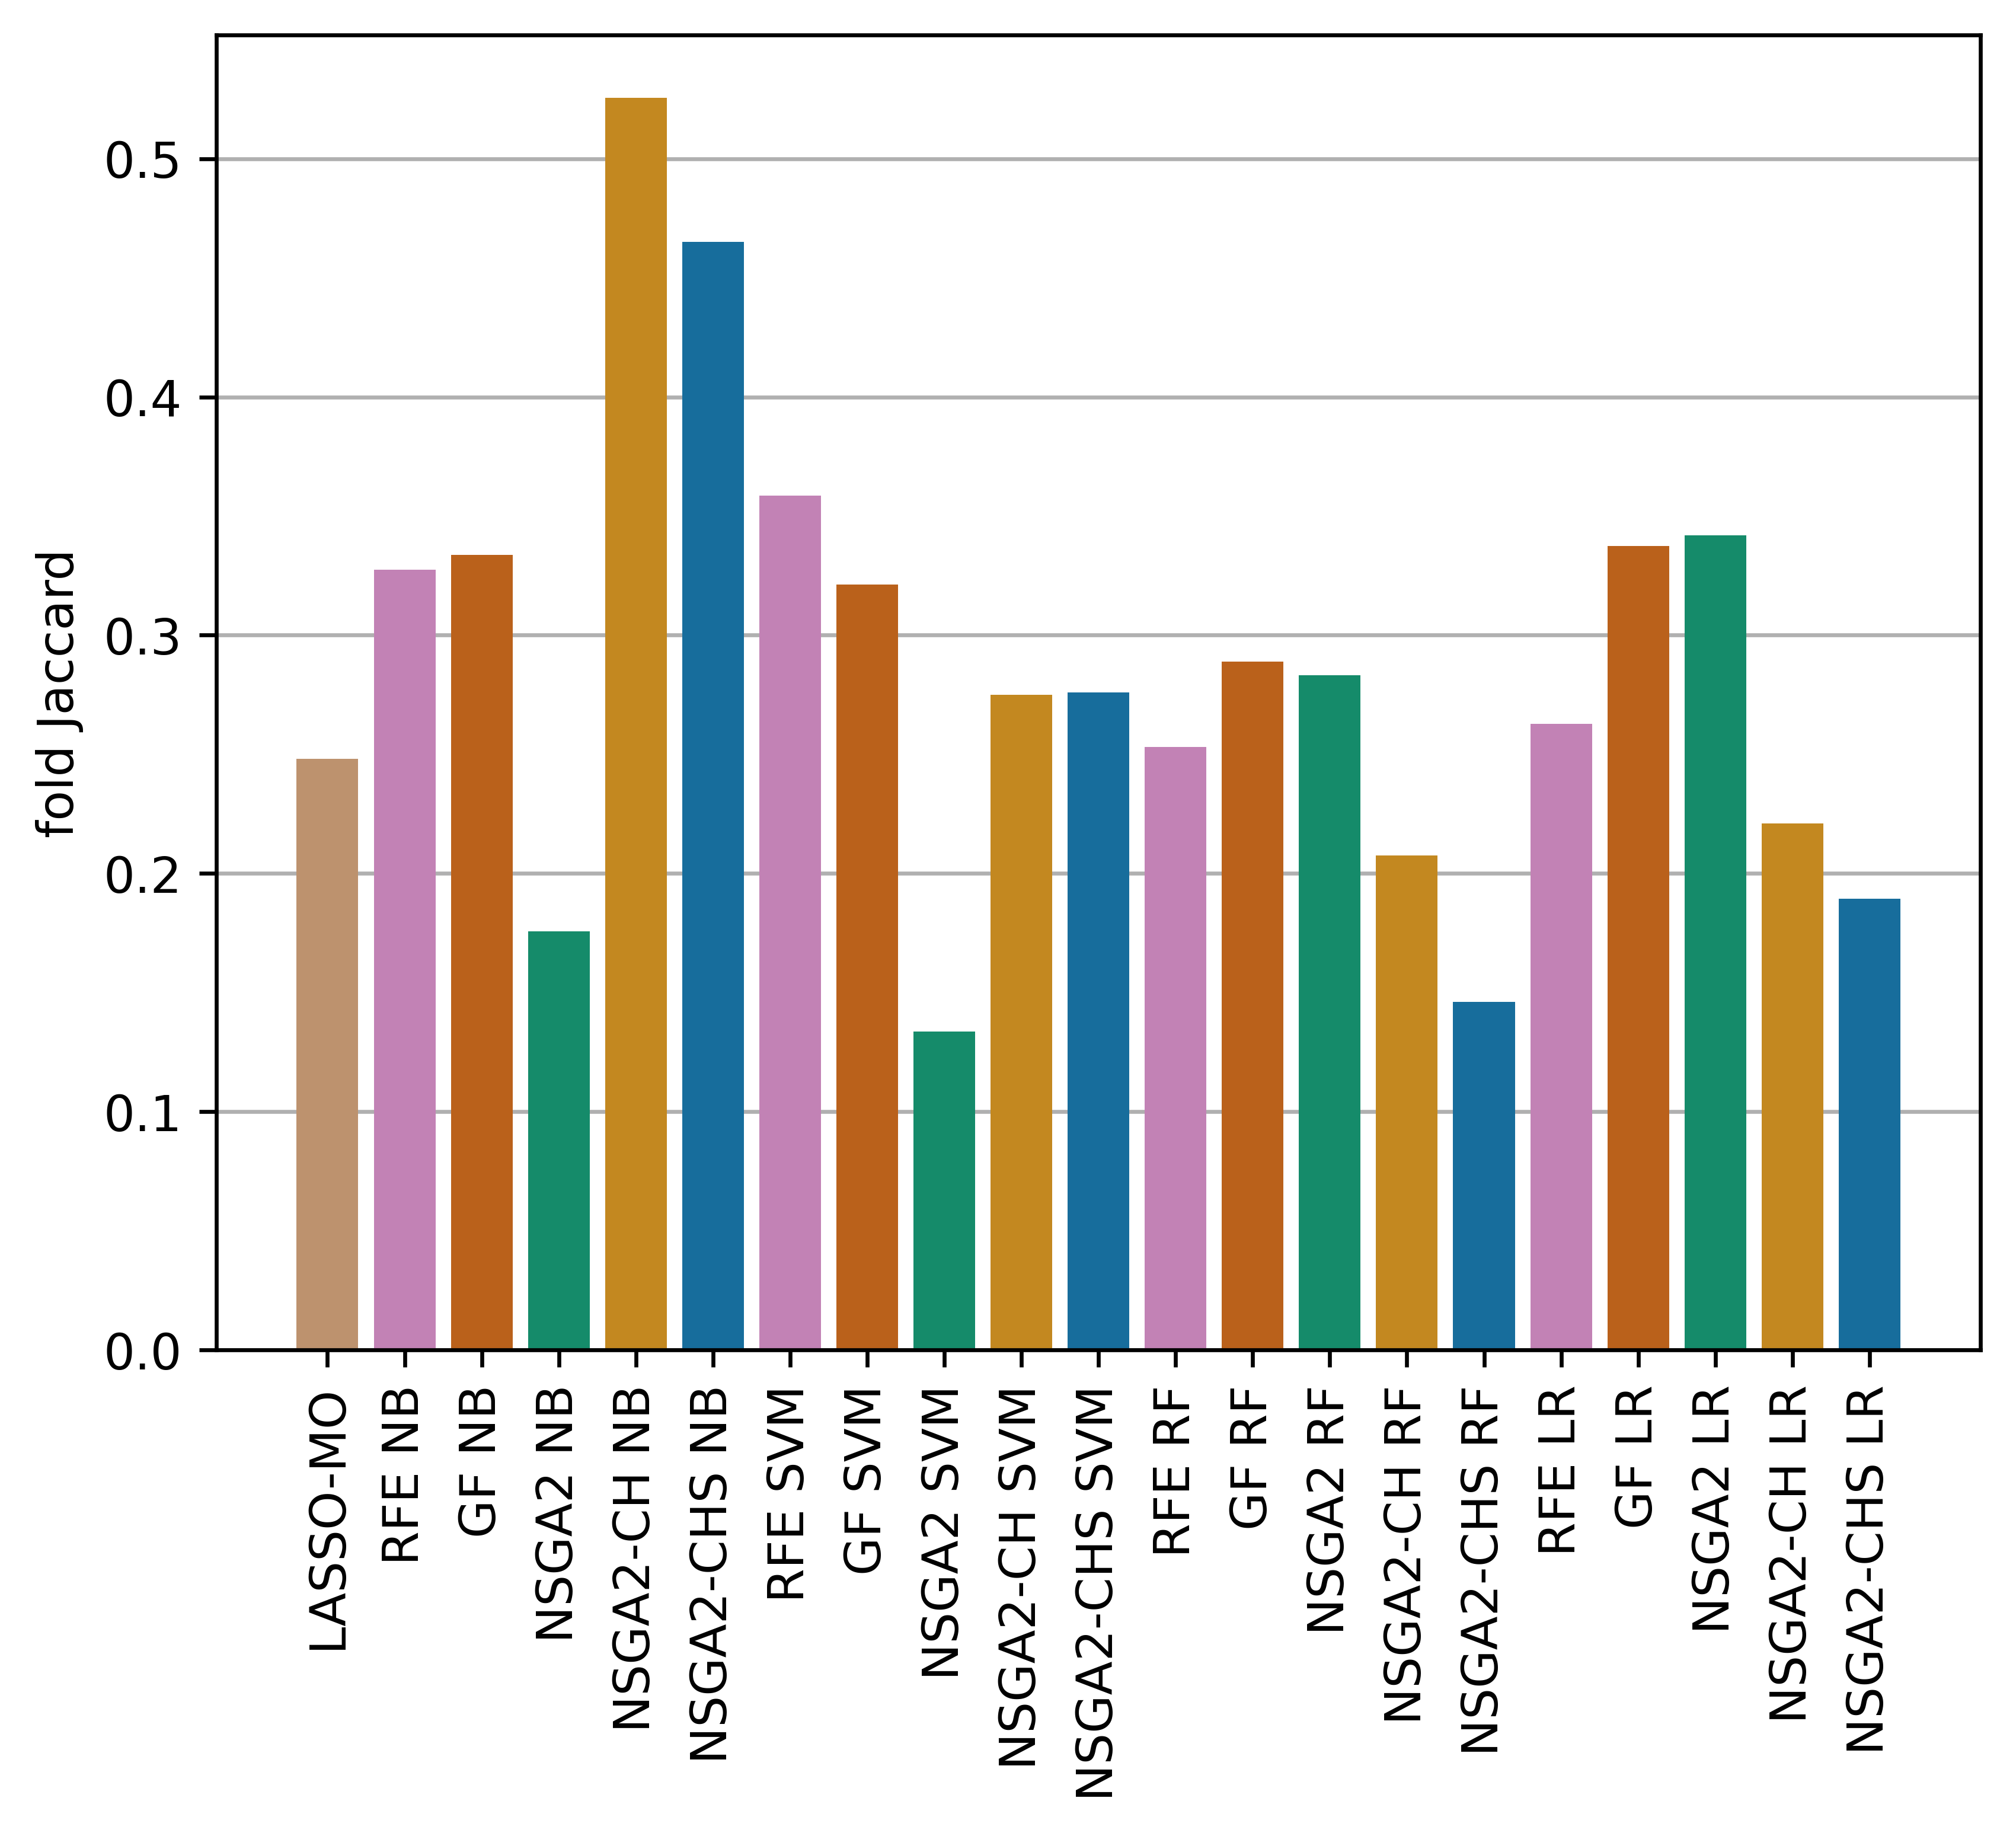 fold Jaccard
0.5
0.4
0.3
0.2
0.1
0.0
LASSO-MO
RFE NB
GF NB
NSGA2 NB
NSGA2-CH NB
NSGA2-CHS NB
RFE SVM
GF SVM
NSGA2 SVM
NSGA2-CH SVM
NSGA2-CHS SVM
RFE RF
GF RF
NSGA2 RF
NSGA2-CH RF
NSGA2-CHS RF
RFE LR
GF LR
NSGA2 LR
NSGA2-CH LR
NSGA2-CHS LR